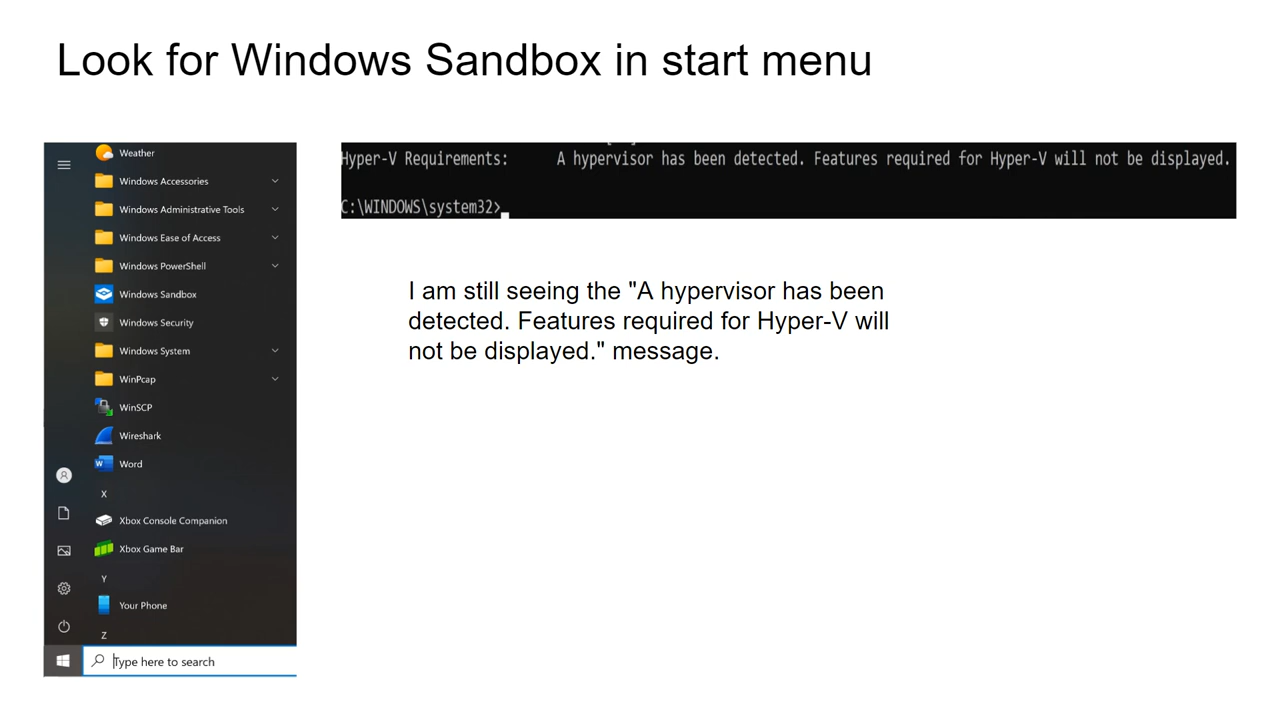 Look for Windows Sandbox in start menu
Weather
Windows Accessories
Windows Administrative Tools
Windows Ease of Access
Windows PowerShell
Windows Sandbox
Windows Security
Windows System
WinPcap
WinSCP
Wireshark
Word
X
Xbox Console Companion
Xbox Game Bar
Y
Your Phone
Z
Type here to search
Hyper-V Requirements: A hypervisor has been detected. Features required for Hyper-V will not be displayed.
C:\WINDOWS\system32>
I am still seeing the "A hypervisor has been
detected. Features required for Hyper-V will
not be displayed." message.